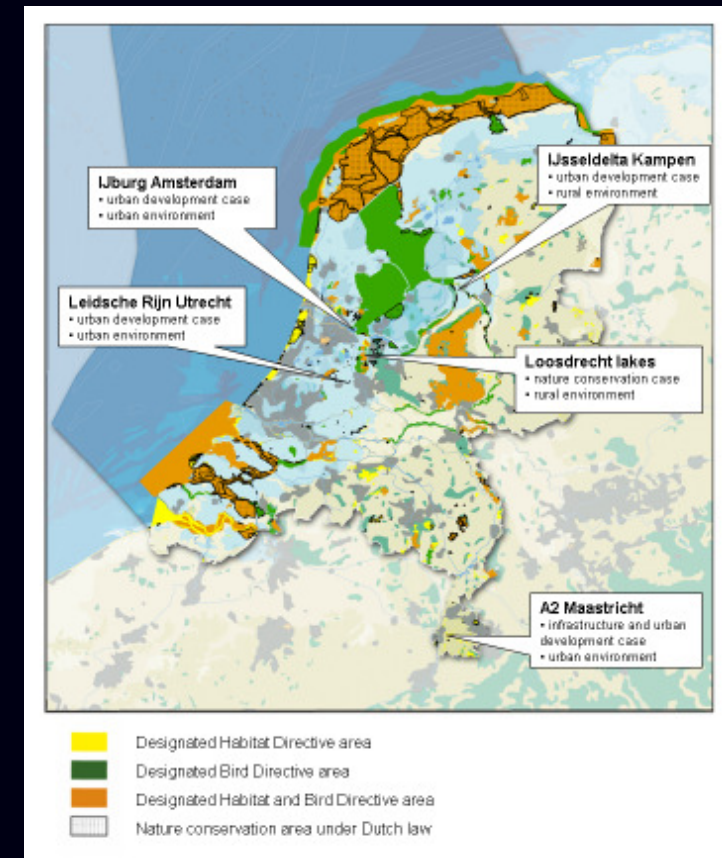 IJburg Amsterdam
• urban development case
• urban environment
IJsseldelta Kampen
• urban development case
• rural environment
Leidsche Rijn Utrecht
• urban development case
• urban environment
Loosdrecht lakes
• nature conservation case
• rural environment
A2 Maastricht
• infrastructure and urban
development case
• urban environment
Designated Habitat Directive area
Designated Bird Directive area
Designated Habitat and Bird Directive area
Nature conservation area under Dutch law